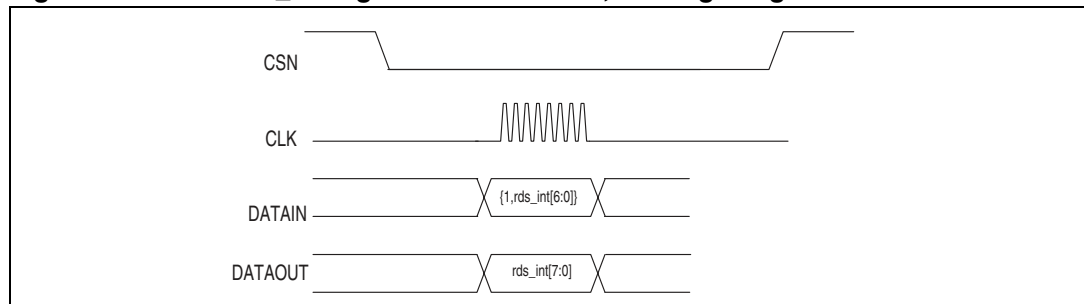 CSN
CLK
{1,rds_int[6:0]}
DATAIN
DATAOUT
rds_int[7:0]